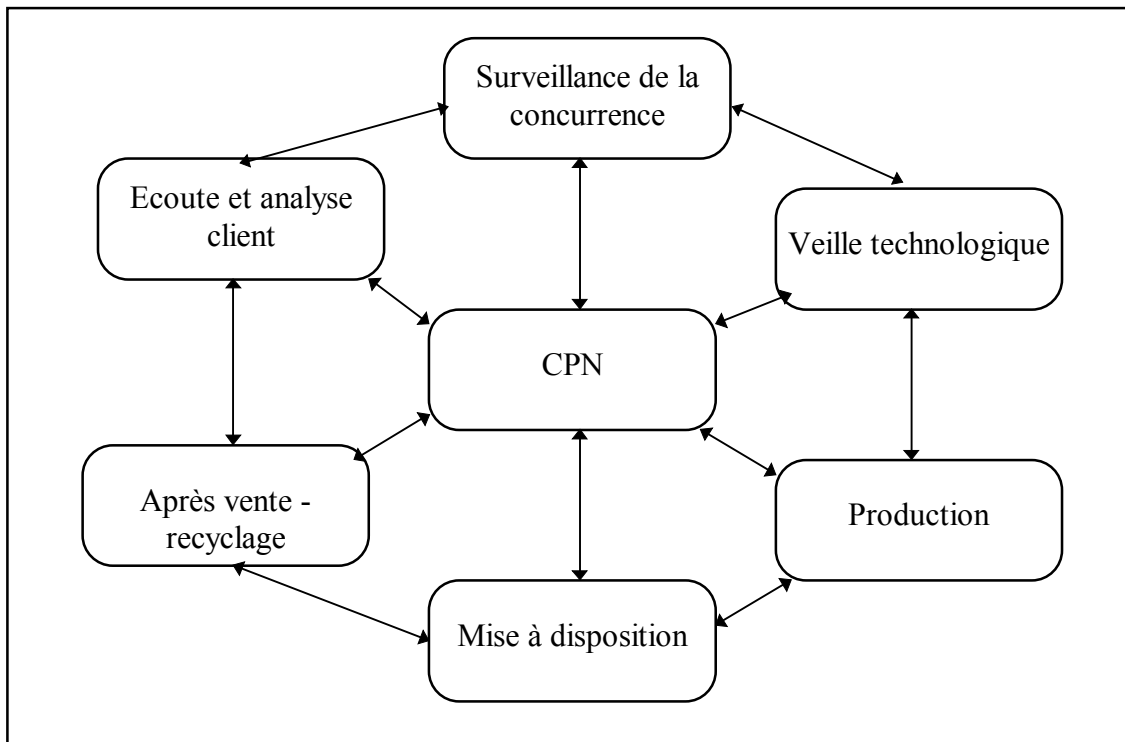 Surveillance de la
concurrence
Ecoute et analyse
client
Veille technologique
CPN
Après vente -
recyclage
Production
Mise à disposition